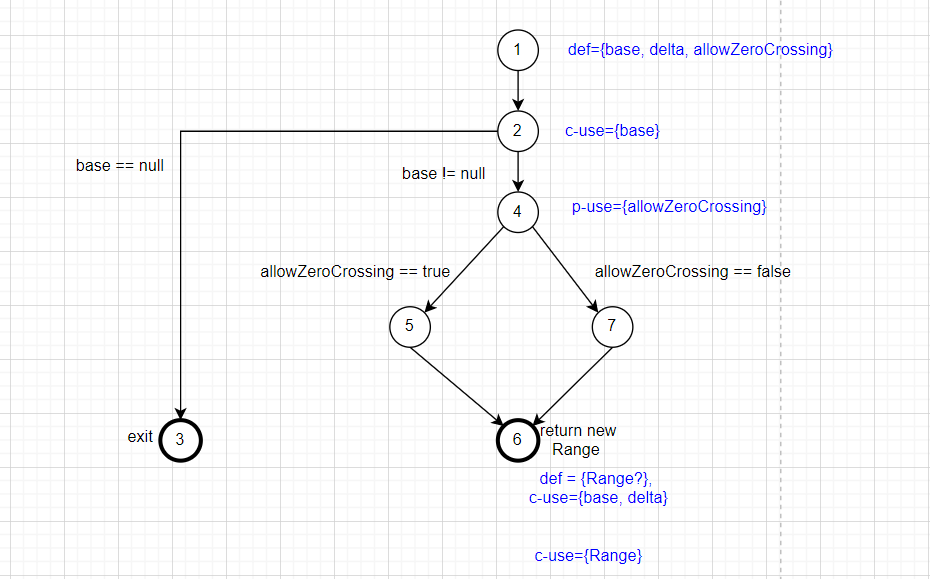 1
def={base, delta, allowZeroCrossing}
2
c-use={base}
base == null
base != null
4
p-use={allowZeroCrossing}
allowZeroCrossing == true
allowZeroCrossing == false
5
7
exit
3
6
return new
Range
def = {Range?},
c-use={base, delta}
c-use={Range}